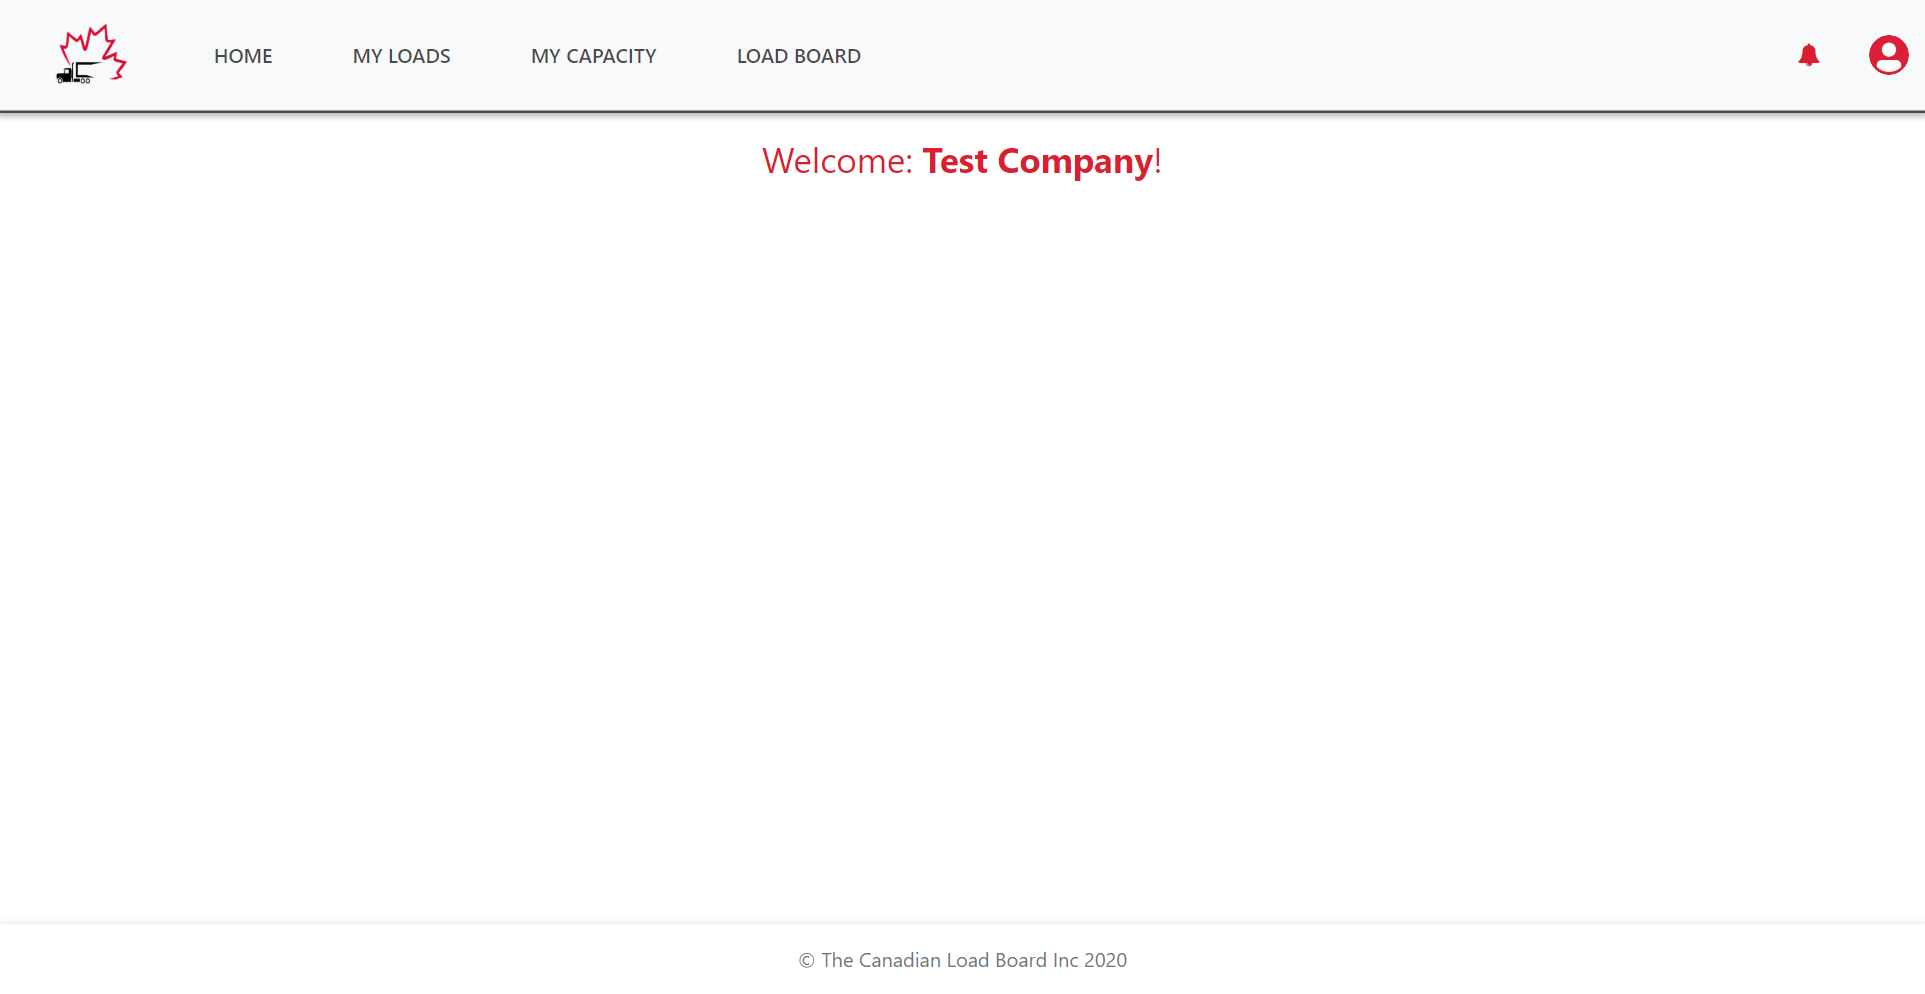 HOME MY LOADS MY CAPACITY LOAD BOARD
Welcome: Test Company!
© The Canadian Load Board Inc 2020